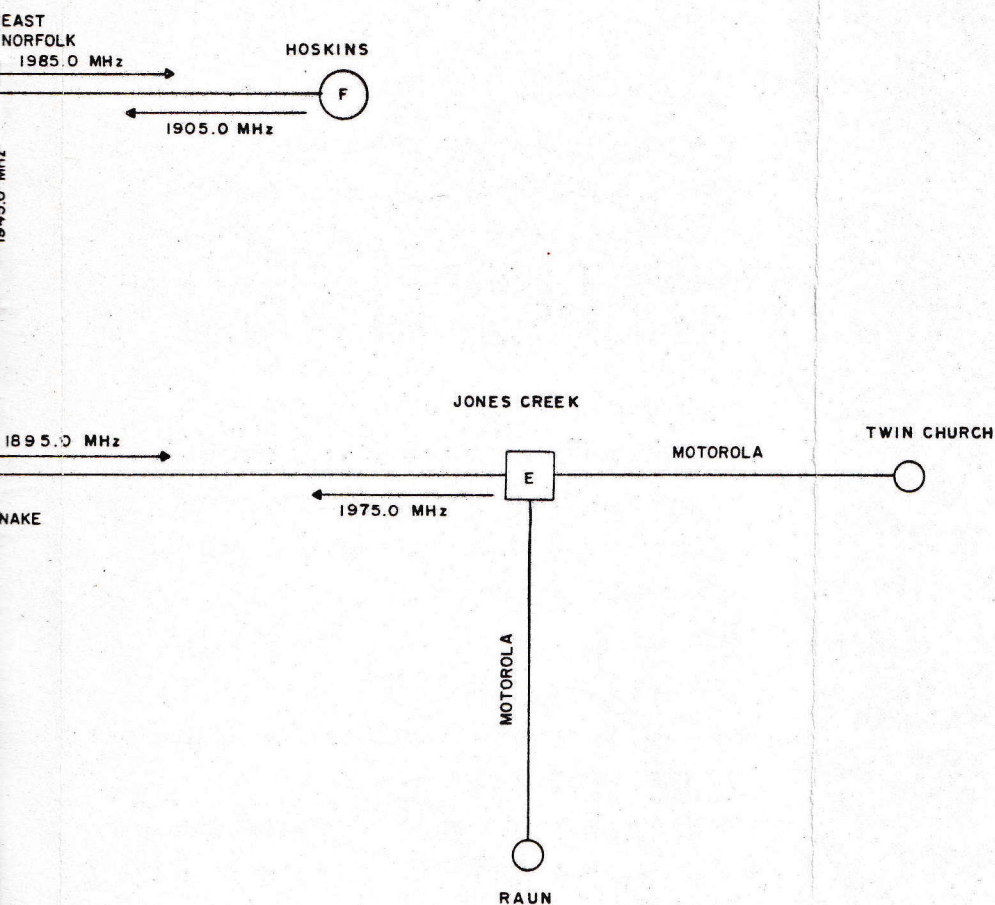 EAST
NORFOLK
1985.0 MHz
HOSKINS
F
1905.0 MHz
JONES CREEK
1895.0 MHz
MOTOROLA
TWIN CHURCH
E
1975.0 MHz
NAKE
MOTOROLA
RAUN